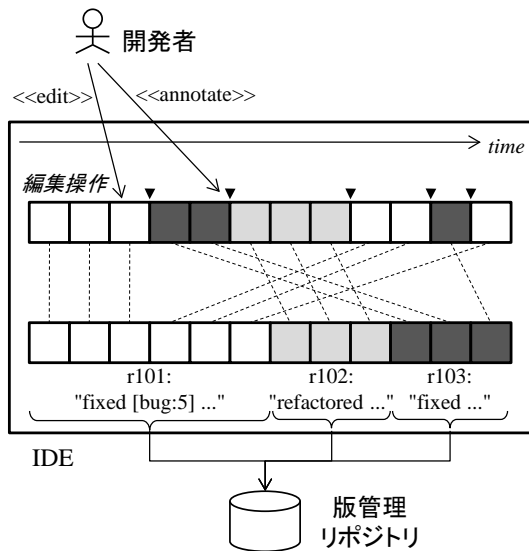 開発者
<<edit>>
<<annotate>>
time
編集操作
r101:
"fixed [bug:5] ..."
r102:
"refactored ..."
r103:
"fixed ..."
IDE
版管理
リポジトリ